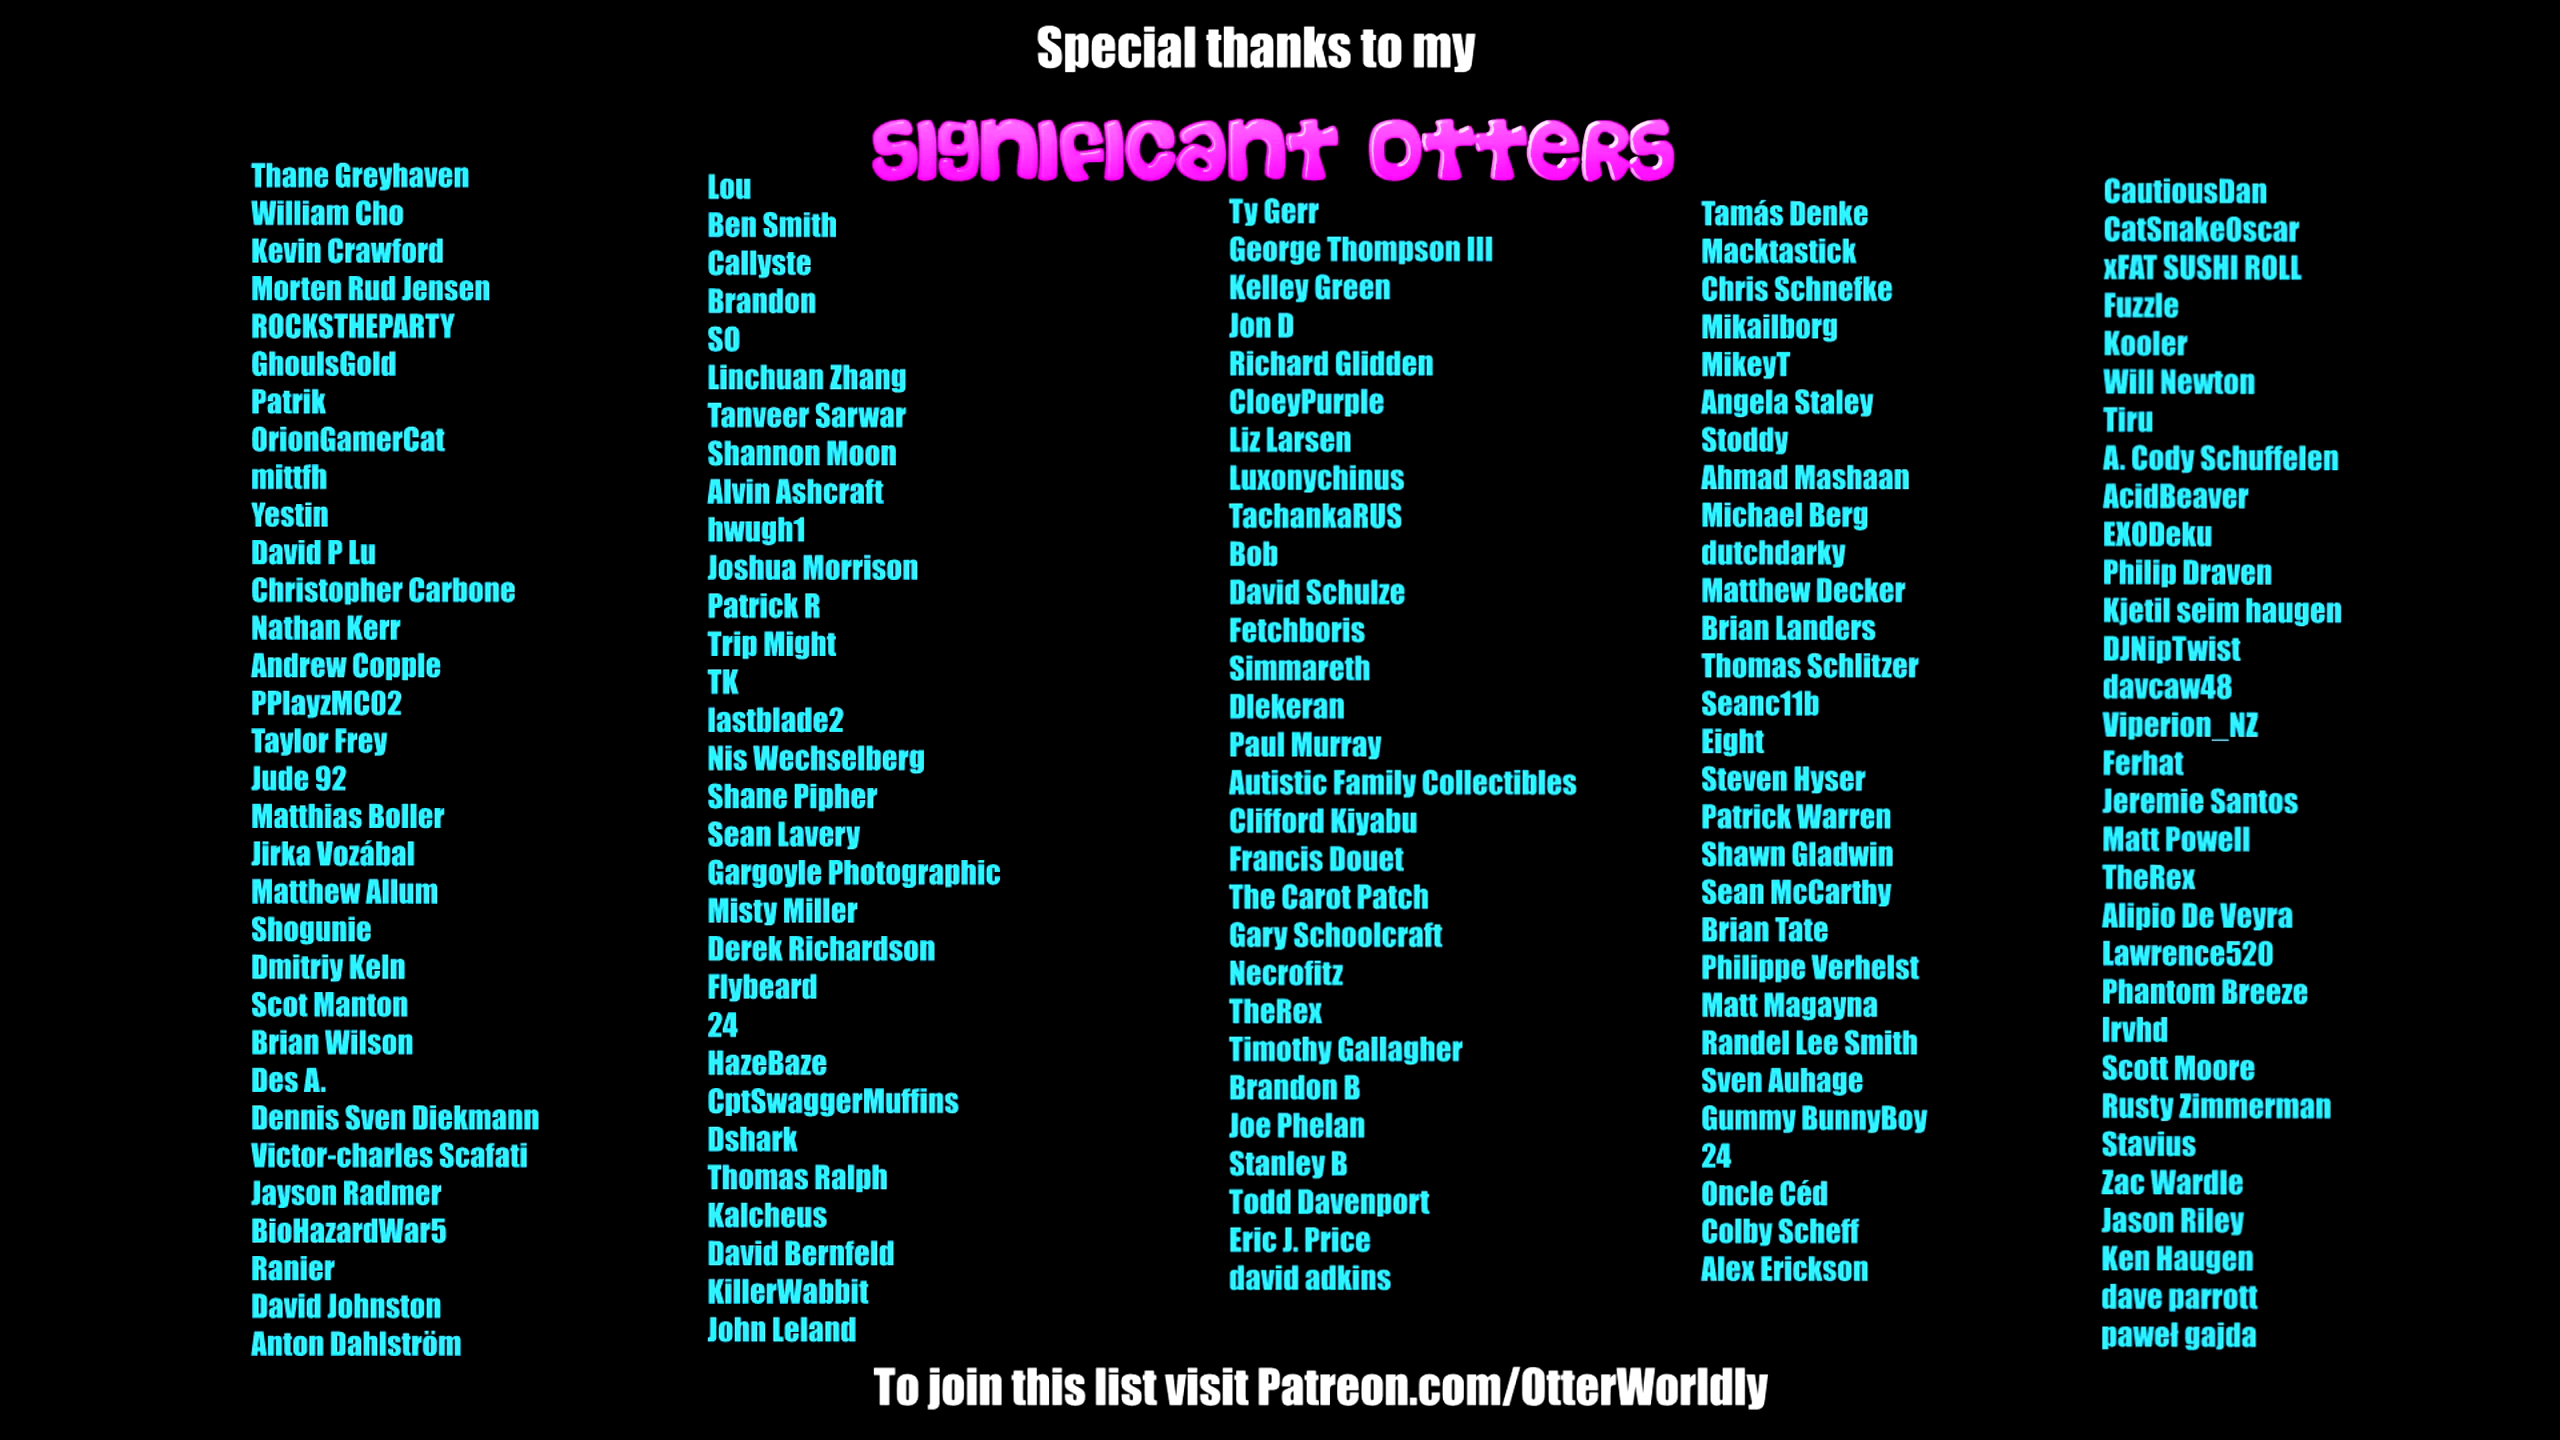 Special thanks to my
SIGNIFICANT OTTERS
Thane Greyhaven
William Cho
Kevin Crawford
Morten Rud Jensen
ROCKSTHEPARTY
GhoulsGold
Patrik
OrionGamerCat
mittfh
Yestin
David P Lu
Christopher Carbone
Nathan Kerr
Andrew Copple
PPlayzMC02
Taylor Frey
Jude 92
Matthias Boller
Jirka Vozábal
Matthew Allum
Shogunie
Dmitriy Keln
Scot Manton
Brian Wilson
Des A.
Dennis Sven Diekmann
Victor-charles Scafati
Jayson Radmer
BioHazardWar5
Ranier
David Johnston
Anton Dahlström
Lou
Ben Smith
Callyste
Brandon
SO
Linchuan Zhang
Tanveer Sarwar
Shannon Moon
Alvin Ashcraft
hwugh1
Joshua Morrison
Patrick R
Trip Might
TK
lastblade2
Nis Wechselberg
Shane Pipher
Sean Lavery
Gargoyle Photographic
Misty Miller
Derek Richardson
Flybeard
24
HazeBaze
CptSwaggerMuffins
Dshark
Thomas Ralph
Kalcheus
David Bernfeld
KillerWabbit
John Leland
Ty Gerr
George Thompson III
Kelley Green
Jon D
Richard Glidden
CloeyPurple
Liz Larsen
Luxonychinus
TachankaRUS
Bob
David Schulze
Fetchboris
Simmareth
Dlekeran
Paul Murray
Autistic Family Collectibles
Clifford Kiyabu
Francis Douet
The Carot Patch
Gary Schoolcraft
Necrofitz
TheRex
Timothy Gallagher
Brandon B
Joe Phelan
Stanley B
Todd Davenport
Eric J. Price
david adkins
Tamás Denke
Macktastick
Chris Schnefke
Mikailborg
MikeyT
Angela Staley
Stoddy
Ahmad Mashaan
Michael Berg
dutchdarky
Matthew Decker
Brian Landers
Thomas Schlitzer
Seanc11b
Eight
Steven Hyser
Patrick Warren
Shawn Gladwin
Sean McCarthy
Brian Tate
Philippe Verhelst
Matt Magayna
Randel Lee Smith
Sven Auhage
Gummy BunnyBoy
24
Oncle Céd
Colby Scheff
Alex Erickson
CautiousDan
CatSnakeOscar
xFAT SUSHI ROLL
Fuzzle
Kooler
Will Newton
Tiru
A. Cody Schuffelen
AcidBeaver
EXODeku
Philip Draven
Kjetil seim haugen
DJNipTwist
davcaw48
Viperion_NZ
Ferhat
Jeremie Santos
Matt Powell
TheRex
Alipio De Veyra
Lawrence520
Phantom Breeze
Irvhd
Scott Moore
Rusty Zimmerman
Stavius
Zac Wardle
Jason Riley
Ken Haugen
dave parrott
paweł gajda
To join this list visit Patreon.com/OtterWorldly